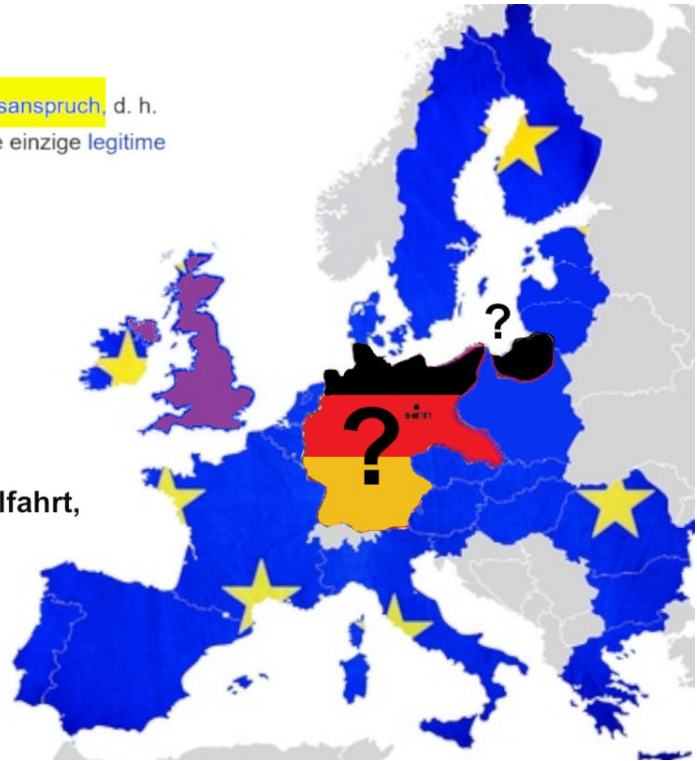 sanspruch, d. h.
e einzige legitime
?
?
lfahrt,